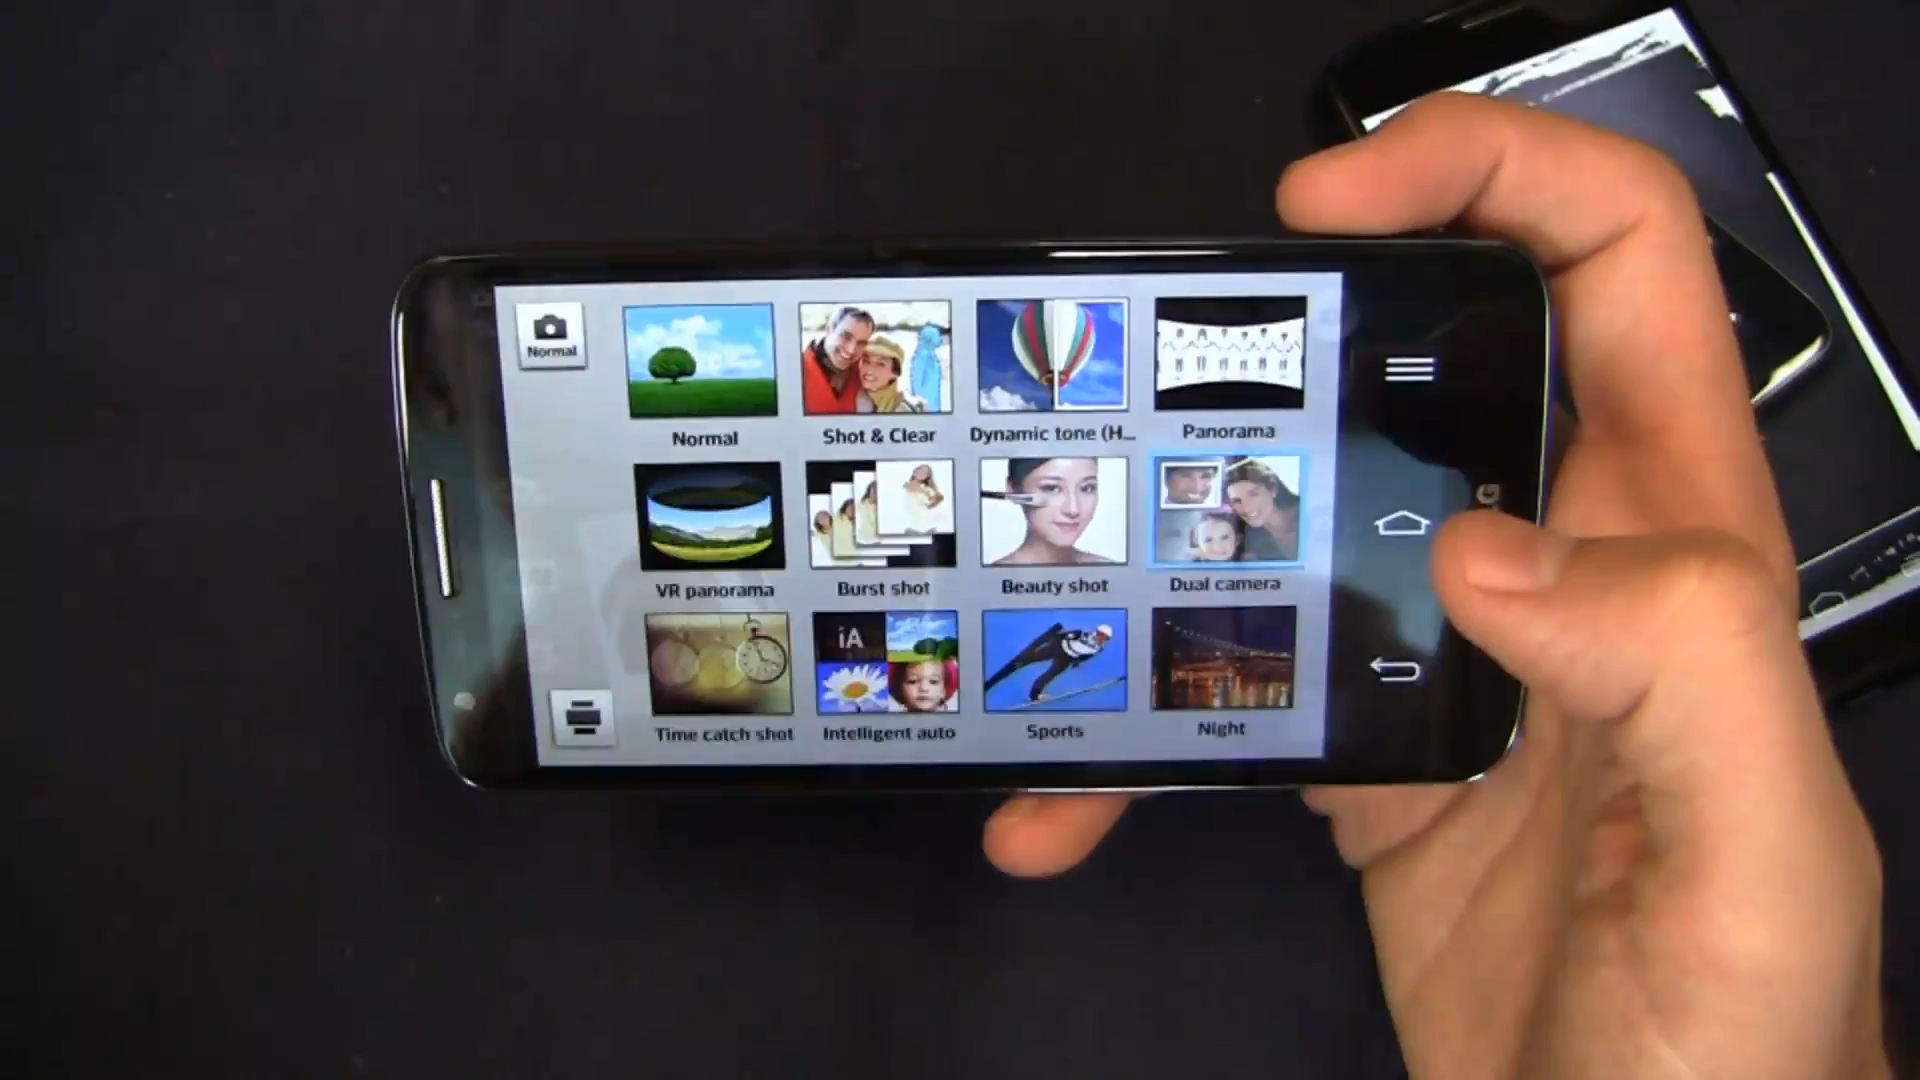 Normal
Normal
Shot & Clear
Dynamic tone (H...
Panorama
VR panorama
Burst shot
Beauty shot
Dual camera
Time catch shot
iA
Intelligent auto
Sports
Night